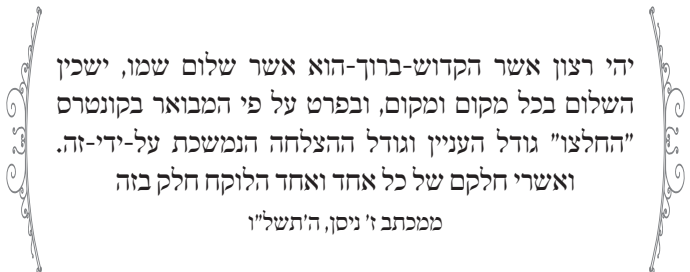 יהי רצון אשר הקדוש-ברוך-הוא אשר שלום שמו, ישכין
השלום בכל מקום ומקום, ובפרט על פי המבואר בקונטרס
"החלצו" גודל העניין וגודל ההצלחה הנמשכת על-ידי-זה.
ואשרי חלקם של כל אחד ואחד הלוקח חלק בזה
ממכתב ז' ניסן, ה'תשל"ו